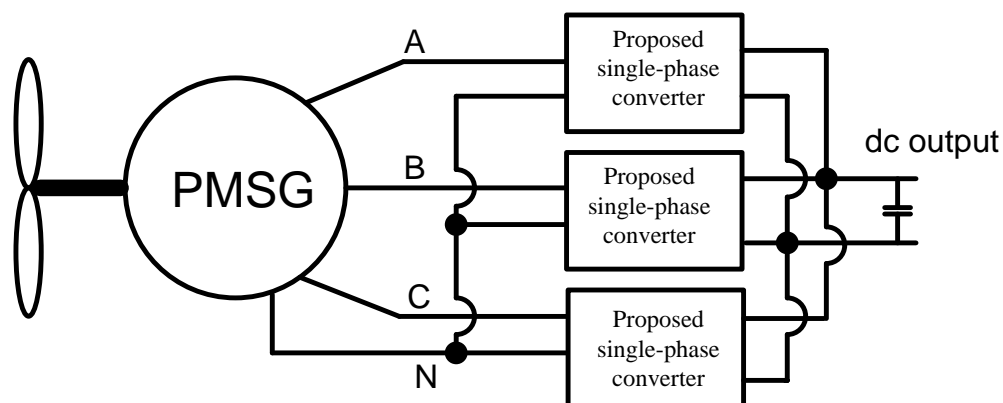 A
Proposed
single-phase
converter
dc output
B
PMSG
Proposed
single-phase
converter
C
Proposed
single-phase
converter
N